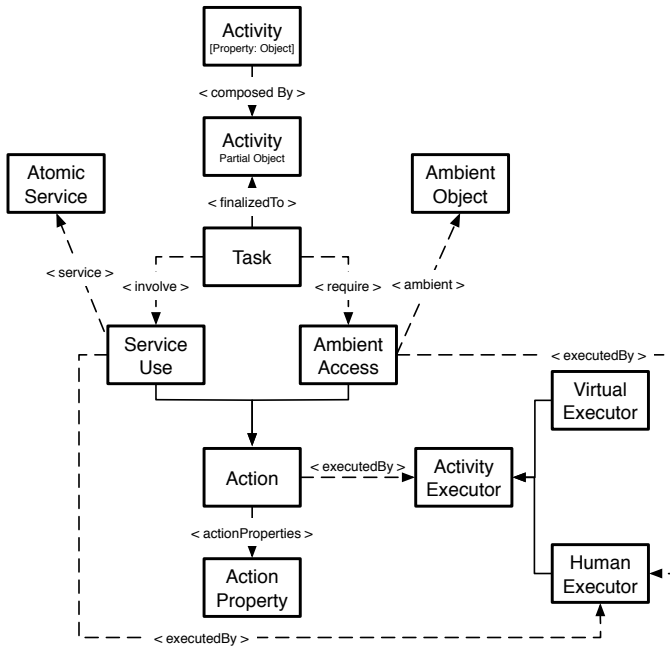 Activity
[Property: Object]
< composed By >
Activity
Partial Object
Atomic
Service
Ambient
Object
< finalizedTo >
Task
< service >
< involve >
< require >
< ambient >
Service
Use
Ambient
Access
< executedBy >
Virtual
Executor
Action
< executedBy >
Activity
Executor
< actionProperties >
Action
Property
Human
Executor
< executedBy >